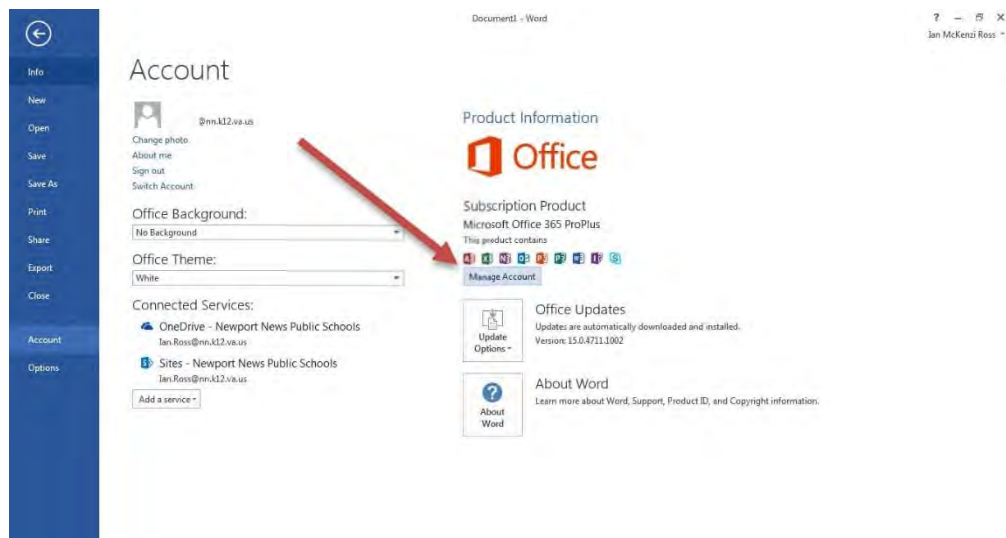 Document1 - Word
? – X
Ian McKenzi Ross
Info
New
Open
Save
Save As
Print
Share
Export
Close
Account
Options
Account
@nn.k12.va.us
Change photo
About me
Sign out
Switch Account
Office Background:
No Background
Office Theme:
White
Connected Services:
OneDrive - Newport News Public Schools
Ian.Ross@nn.k12.va.us
Sites - Newport News Public Schools
Ian.Ross@nn.k12.va.us
Add a service
Product Information
Office
Subscription Product
Microsoft Office 365 ProPlus
This product contains
Manage Account
Update
Options
Office Updates
Updates are automatically downloaded and installed.
Version: 15.0.4711.1002
About
Word
About Word
Learn more about Word, Support, Product ID, and Copyright information.